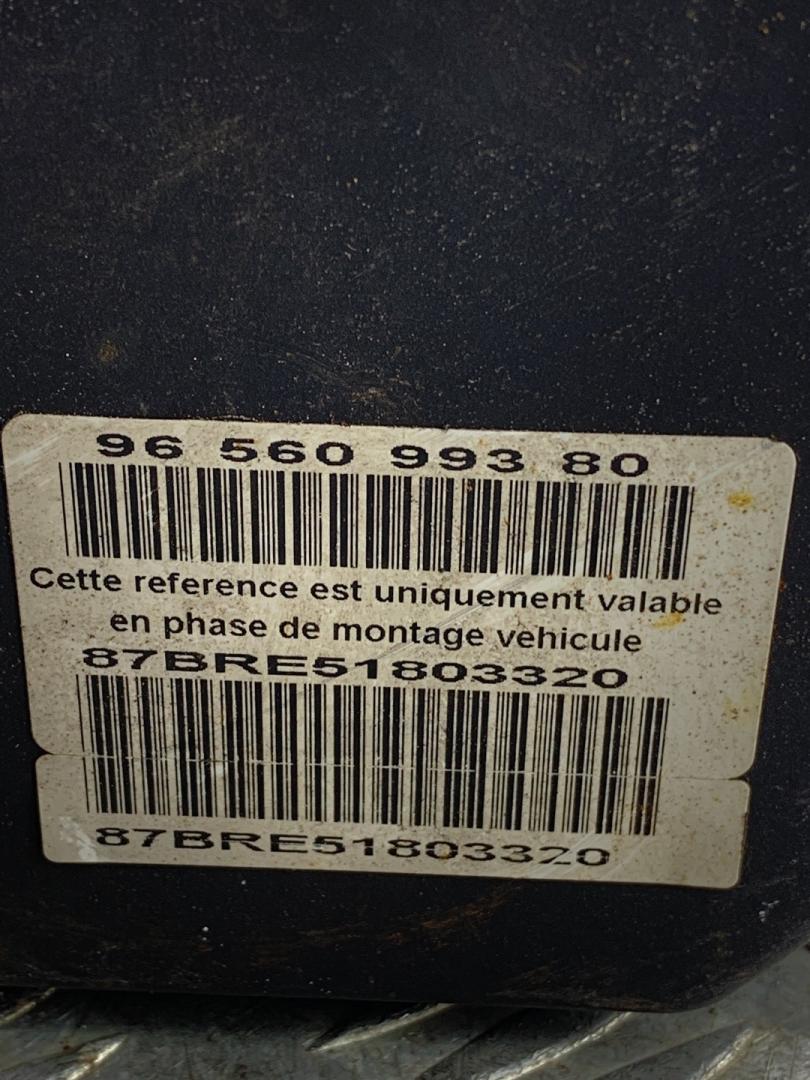 96 560 993 80
Cette reference est uniquement valable
en phase de montage vehicule
87BRE51803320
87BRE51803320